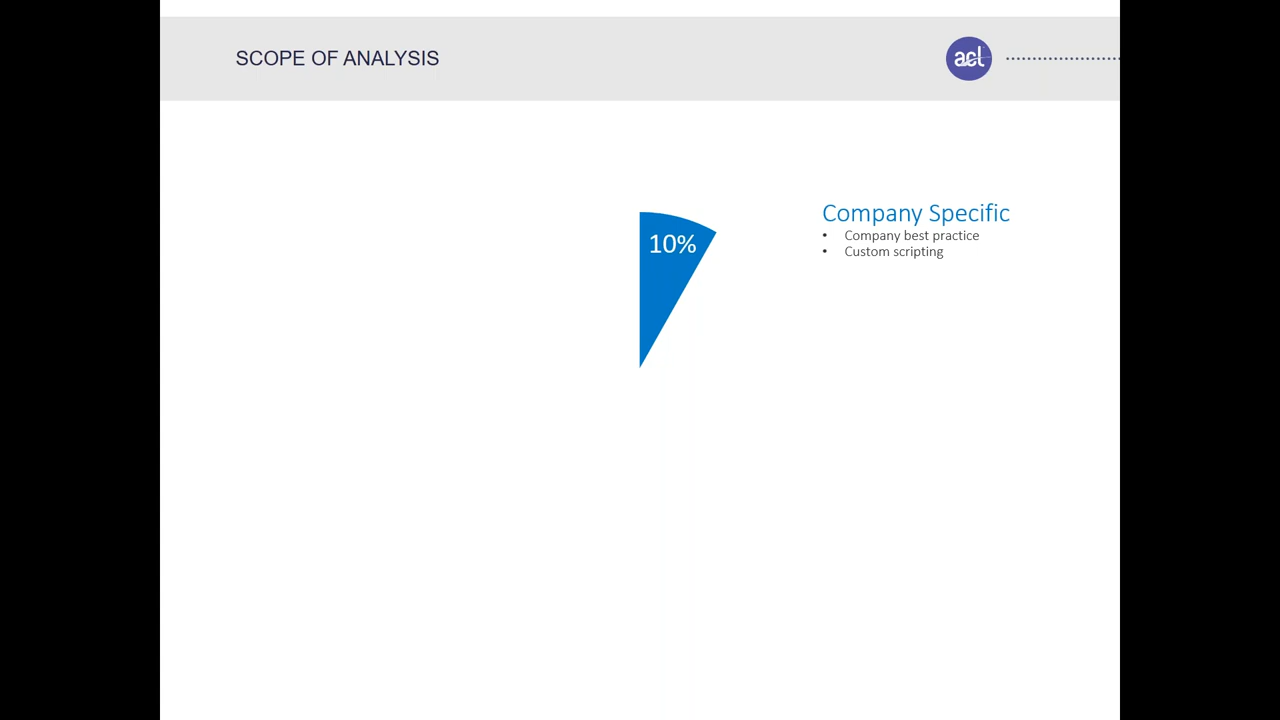 SCOPE OF ANALYSIS
acl
10%
Company Specific
• Company best practice
• Custom scripting